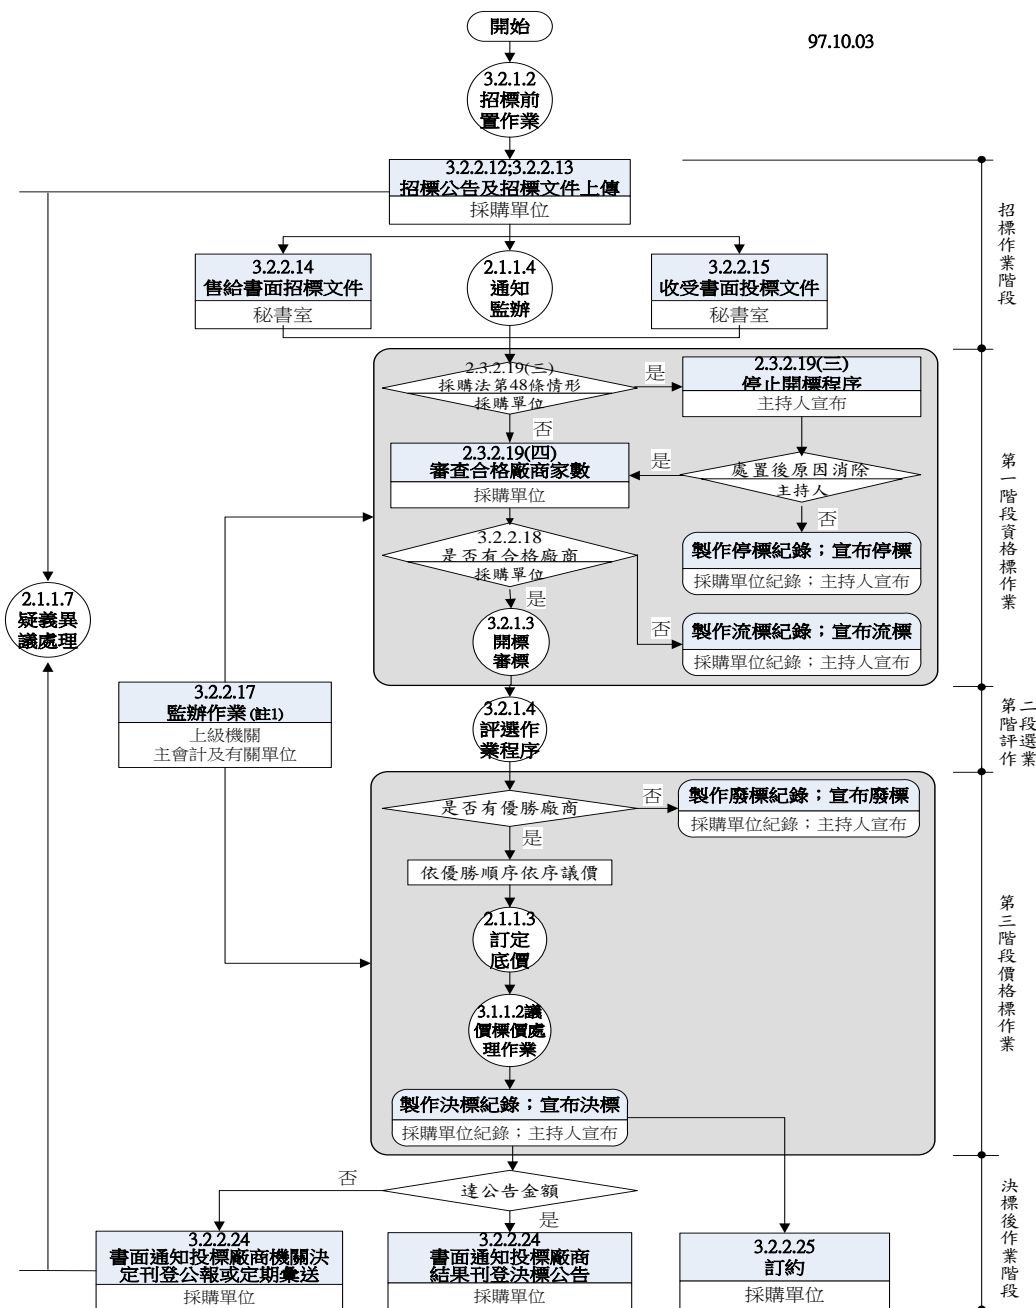 開始
97.10.03
3.2.1.2
招標前
置作業
3.2.2.12;3.2.2.13
招標公告及招標文件上傳
採購單位
3.2.2.14
售給書面招標文件
秘書室
2.1.1.4
通知
監辦
3.2.2.15
收受書面投標文件
秘書室
招標作業階段
2.3.2.19(三)
採購法第48條情形
採購單位
是
2.3.2.19(三)
停止開標程序
主持人宣布
否
2.3.2.19(四)
審查合格廠商家數
採購單位
是
處置後原因消除
主持人
否
3.2.2.18
是否有合格廠商
採購單位
製作停標紀錄；宣布停標
採購單位紀錄；主持人宣布
是
3.2.1.3
開標
審標
否
製作流標紀錄；宣布流標
採購單位紀錄；主持人宣布
第一階段資格標作業
2.1.1.7
疑義異
議處理
3.2.2.17
監辦作業(註1)
上級機關
主會計及有關單位
3.2.1.4
評選作
業程序
第二階段評選作業
是否有優勝廠商
否
製作廢標紀錄；宣布廢標
採購單位紀錄；主持人宣布
是
依優勝順序依序議價
2.1.1.3
訂定
底價
3.1.1.2議
價標價處
理作業
製作決標紀錄；宣布決標
採購單位紀錄；主持人宣布
第三階段價格標作業
否
達公告金額
是
3.2.2.24
書面通知投標廠商機關決
定刊登公報或定期彙送
採購單位
3.2.2.24
書面通知投標廠商
結果刊登決標公告
採購單位
3.2.2.25
訂約
採購單位
決標後作業階段